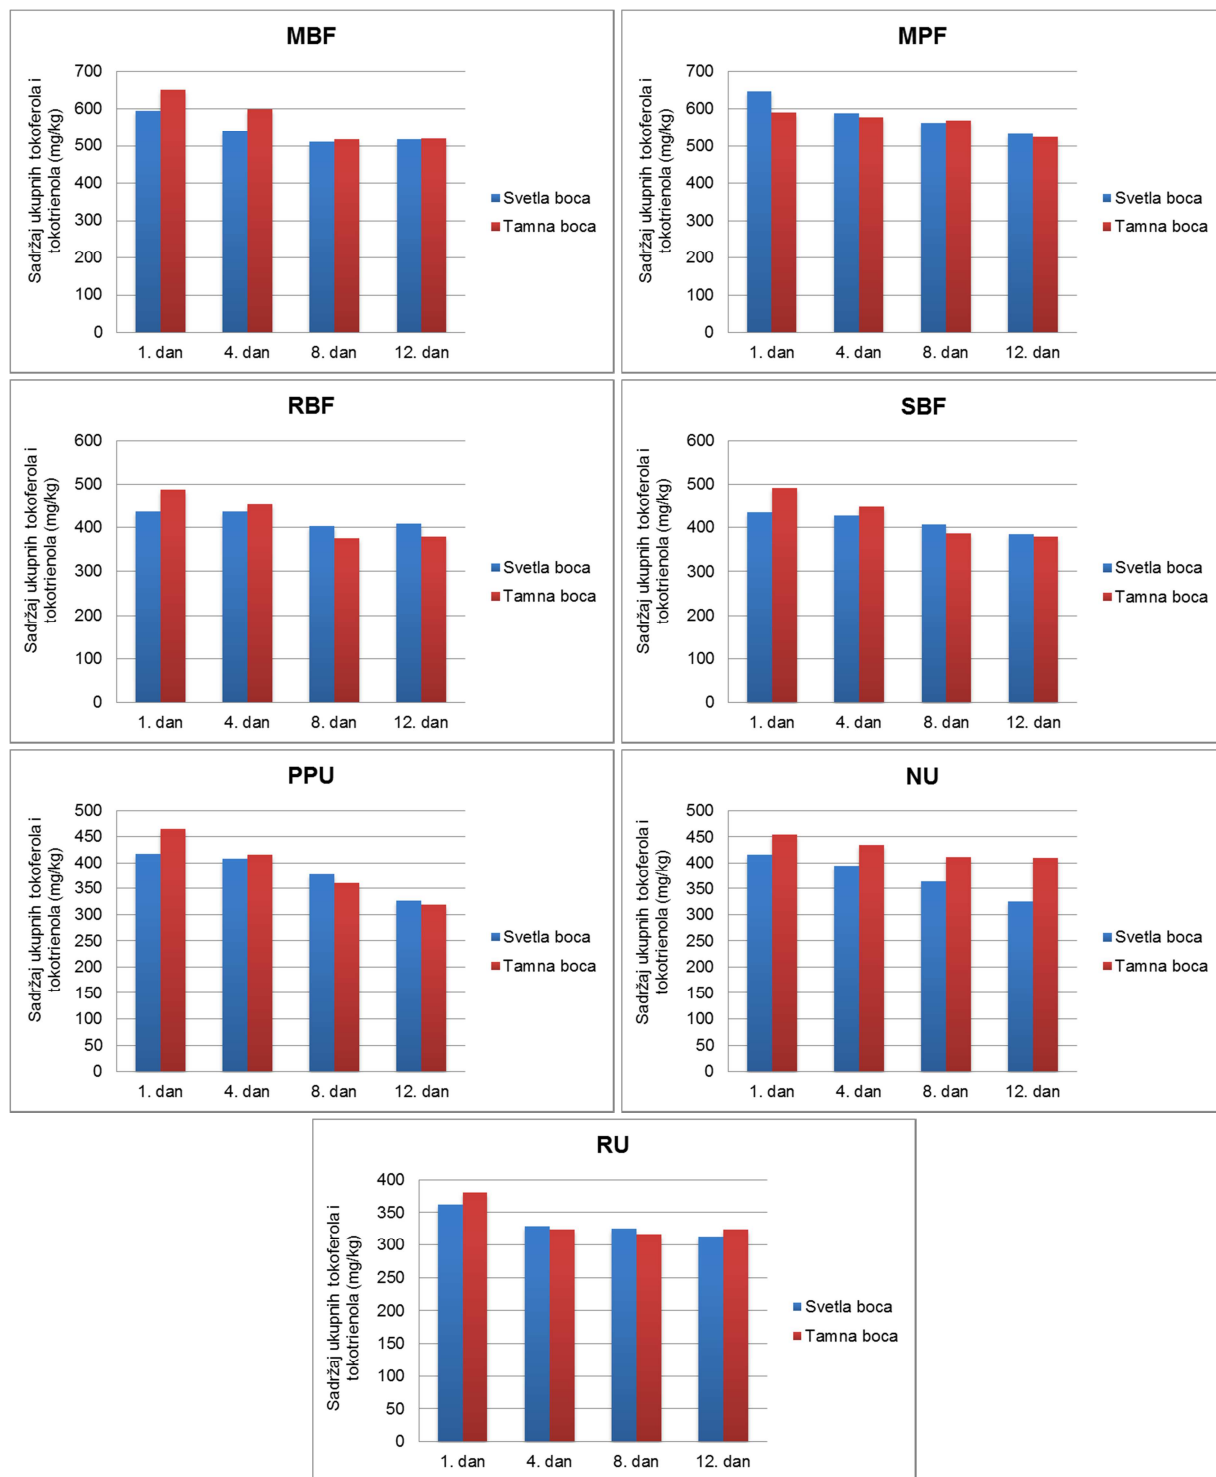 MBF
Sadržaj ukupnih tokoferola i
tokotrienola (mg/kg)
700
600
500
400
300
200
100
0
1. dan 4. dan 8. dan 12. dan
Svetla boca
Tamna boca
MPF
Sadržaj ukupnih tokoferola i
tokotrienola (mg/kg)
700
600
500
400
300
200
100
0
1. dan 4. dan 8. dan 12. dan
Svetla boca
Tamna boca
RBF
Sadržaj ukupnih tokoferola i
tokotrienola (mg/kg)
600
500
400
300
200
100
0
1. dan 4. dan 8. dan 12. dan
Svetla boca
Tamna boca
SBF
Sadržaj ukupnih tokoferola i
tokotrienola (mg/kg)
600
500
400
300
200
100
0
1. dan 4. dan 8. dan 12. dan
Svetla boca
Tamna boca
PPU
Sadržaj ukupnih tokoferola i
tokotrienola (mg/kg)
500
450
400
350
300
250
200
150
100
50
0
1. dan 4. dan 8. dan 12. dan
Svetla boca
Tamna boca
NU
Sadržaj ukupnih tokoferola i
tokotrienola (mg/kg)
500
450
400
350
300
250
200
150
100
50
0
1. dan 4. dan 8. dan 12. dan
Svetla boca
Tamna boca
RU
Sadržaj ukupnih tokoferola i
tokotrienola (mg/kg)
400
350
300
250
200
150
100
50
0
1. dan 4. dan 8. dan 12. dan
Svetla boca
Tamna boca